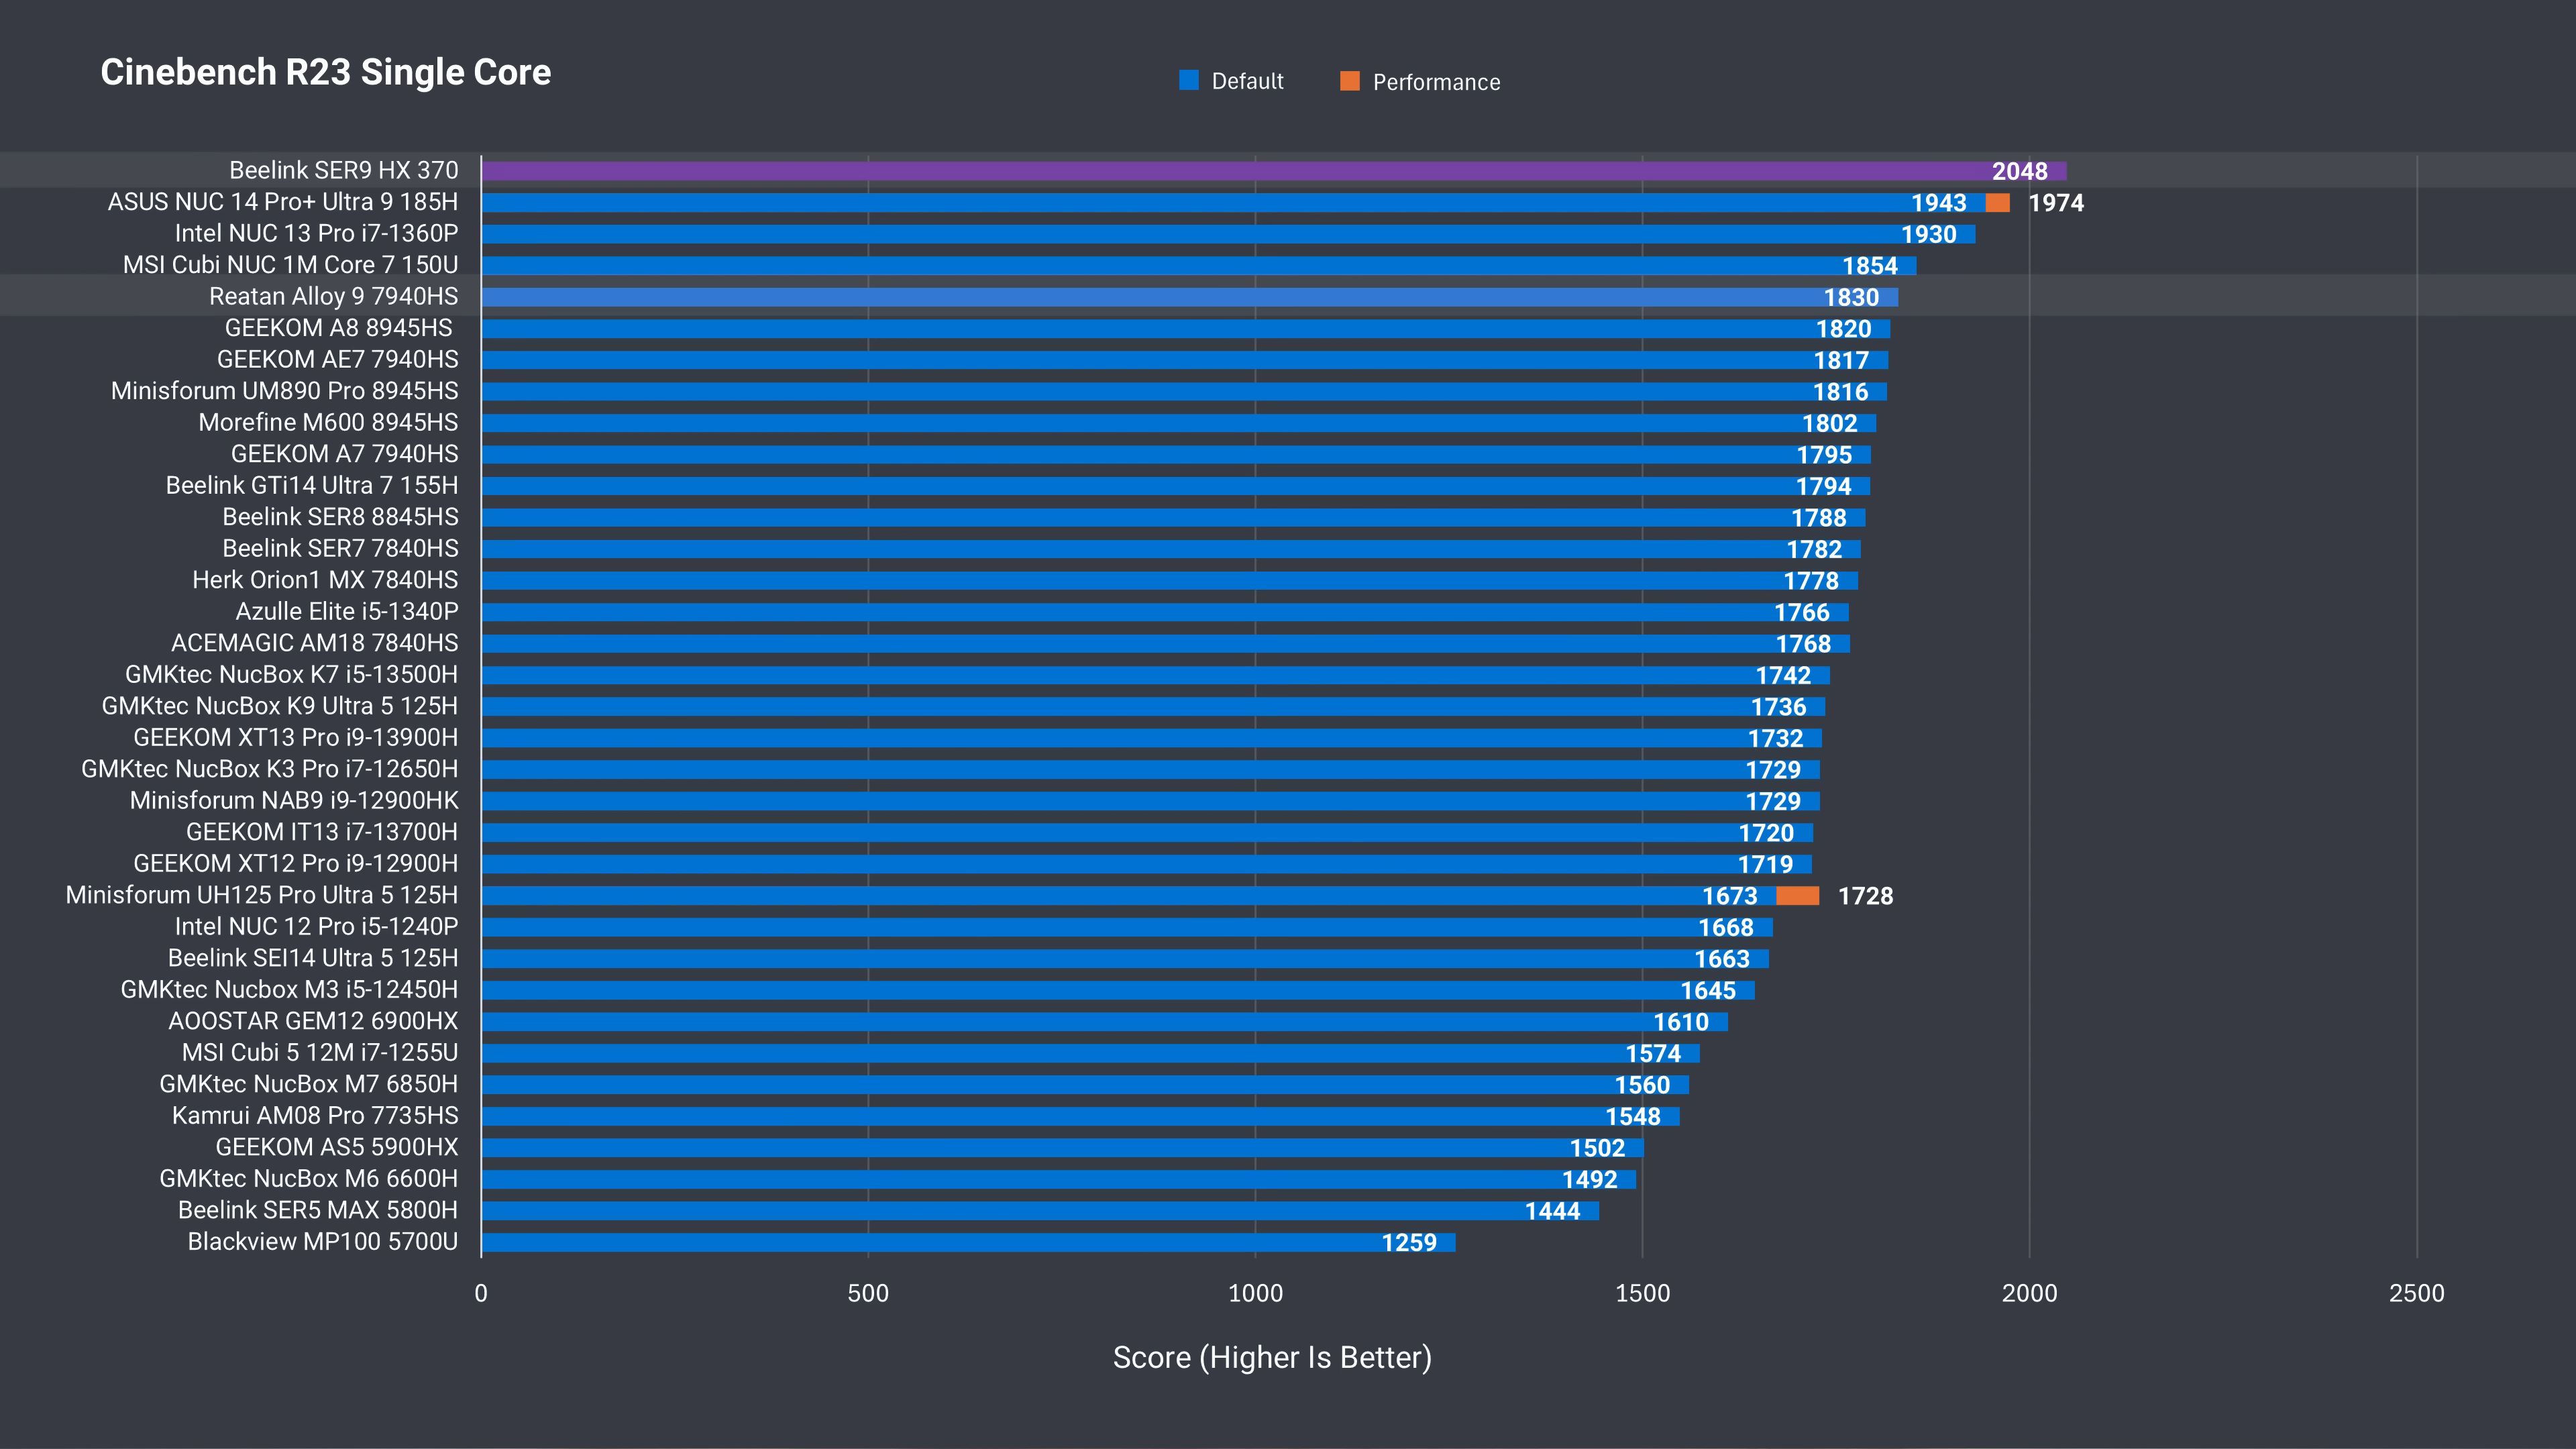 Cinebench R23 Single Core
Default Performance
Beelink SER9 HX 370 2048
ASUS NUC 14 Pro+ Ultra 9 185H 1943 1974
Intel NUC 13 Pro i7-1360P 1930
MSI Cubi NUC 1M Core 7 150U 1854
Reatan Alloy 9 7940HS 1830
GEEKOM A8 8945HS 1820
GEEKOM AE7 7940HS 1817
Minisforum UM890 Pro 8945HS 1816
Morefine M600 8945HS 1802
GEEKOM A7 7940HS 1795
Beelink GTi14 Ultra 7 155H 1794
Beelink SER8 8845HS 1788
Beelink SER7 7840HS 1782
Herk Orion1 MX 7840HS 1778
Azulle Elite i5-1340P 1766
ACEMAGIC AM18 7840HS 1768
GMKtec NucBox K7 i5-13500H 1742
GMKtec NucBox K9 Ultra 5 125H 1736
GEEKOM XT13 Pro i9-13900H 1732
GMKtec NucBox K3 Pro i7-12650H 1729
Minisforum NAB9 i9-12900HK 1729
GEEKOM IT13 i7-13700H 1720
GEEKOM XT12 Pro i9-12900H 1719
Minisforum UH125 Pro Ultra 5 125H 1673 1728
Intel NUC 12 Pro i5-1240P 1668
Beelink SEI14 Ultra 5 125H 1663
GMKtec Nucbox M3 i5-12450H 1645
AOOSTAR GEM12 6900HX 1610
MSI Cubi 5 12M i7-1255U 1574
GMKtec NucBox M7 6850H 1560
Kamrui AM08 Pro 7735HS 1548
GEEKOM AS5 5900HX 1502
GMKtec NucBox M6 6600H 1492
Beelink SER5 MAX 5800H 1444
Blackview MP100 5700U 1259
0 500 1000 1500 2000 2500
Score (Higher Is Better)